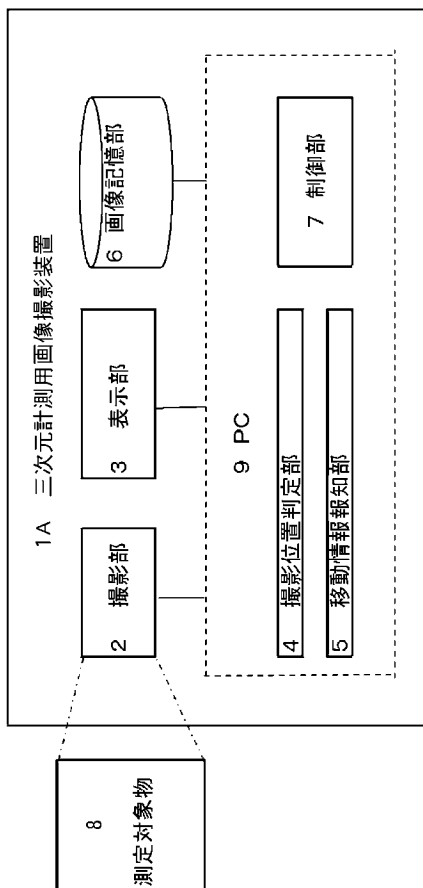 1A 三次元計測用画像撮影装置
8
測定対象物
2 撮影部
3 表示部
6 画像記憶部
9 PC
4 撮影位置判定部
5 移動情報報知部
7 制御部